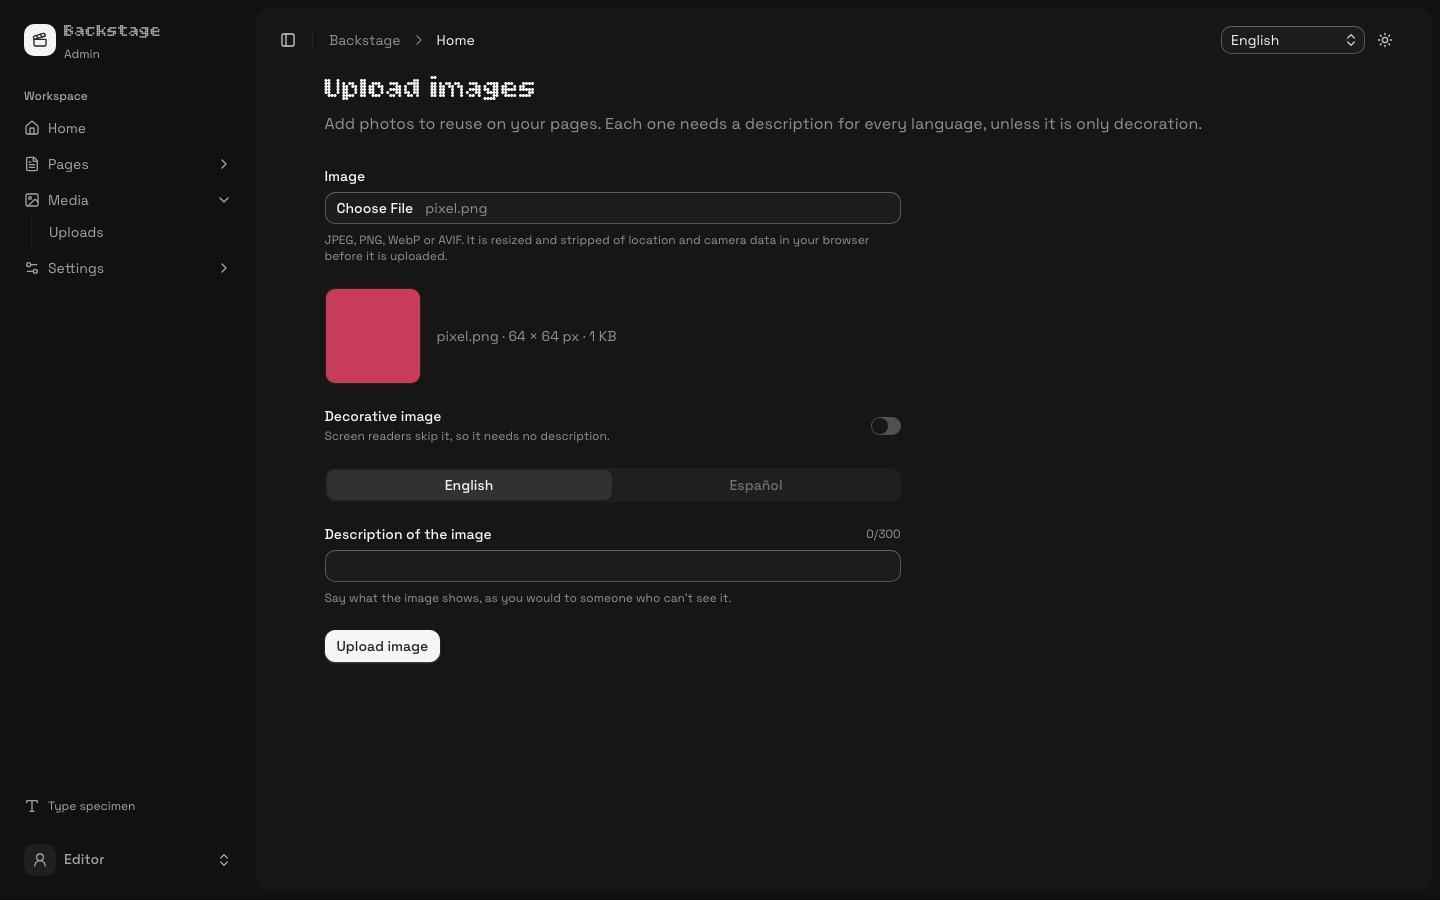 Backstage
Admin
Workspace
Home
Pages
Media
Uploads
Settings
Type specimen
Editor
Backstage
Home
English
Upload images
Add photos to reuse on your pages. Each one needs a description for every language, unless it is only decoration.
Image
Choose File pixel.png
JPEG, PNG, WebP or AVIF. It is resized and stripped of location and camera data in your browser
before it is uploaded.
pixel.png · 64 × 64 px · 1 KB
Decorative image
Screen readers skip it, so it needs no description.
English
Español
Description of the image
0/300
Say what the image shows, as you would to someone who can't see it.
Upload image